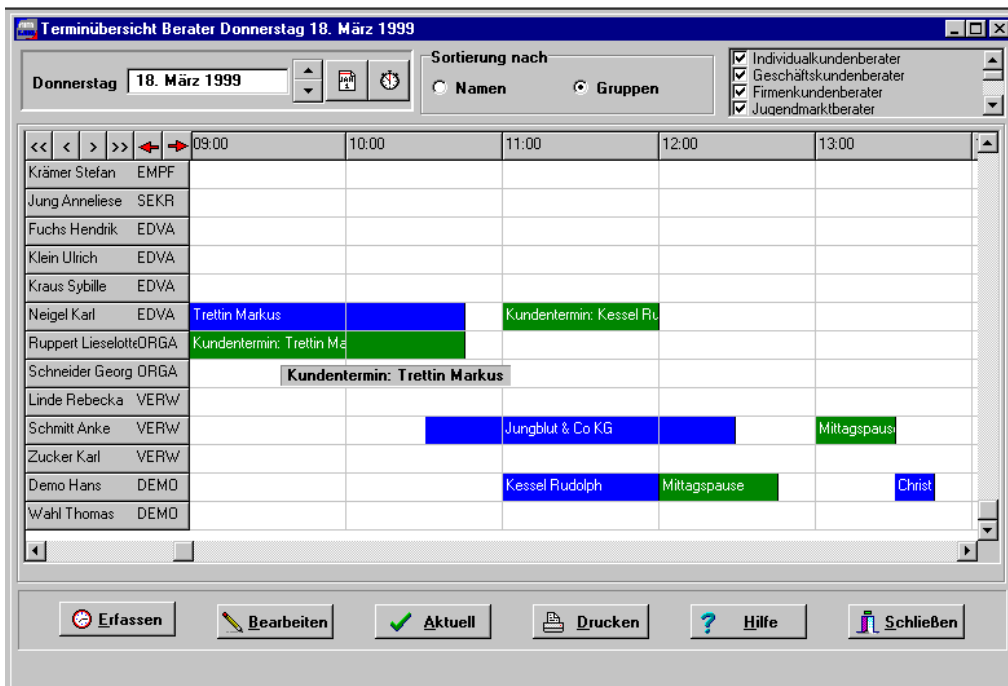 Terminübersicht Berater Donnerstag 18. März 1999
Donnerstag 18. März 1999
JAN 1
Sortierung nach
Namen Gruppen
Individualkundenberater
Geschäftskundenberater
Firmenkundenberater
Jugendmarktberater
<< < > >> 09:00 10:00 11:00 12:00 13:00
Krämer Stefan EMPF
Jung Anneliese SEKR
Fuchs Hendrik EDVA
Klein Ulrich EDVA
Kraus Sybille EDVA
Neigel Karl EDVA Trettin Markus Kundentermin: Kessel Ru
Ruppert Lieselotte ORGA Kundentermin: Trettin Ma
Schneider Georg ORGA Kundentermin: Trettin Markus
Linde Rebecka VERW
Schmitt Anke VERW Jungblut & Co KG Mittagspause
Zucker Karl VERW
Demo Hans DEMO Kessel Rudolph Mittagspause Christ
Wahl Thomas DEMO
Erfassen Bearbeiten Aktuell Drucken Hilfe Schließen